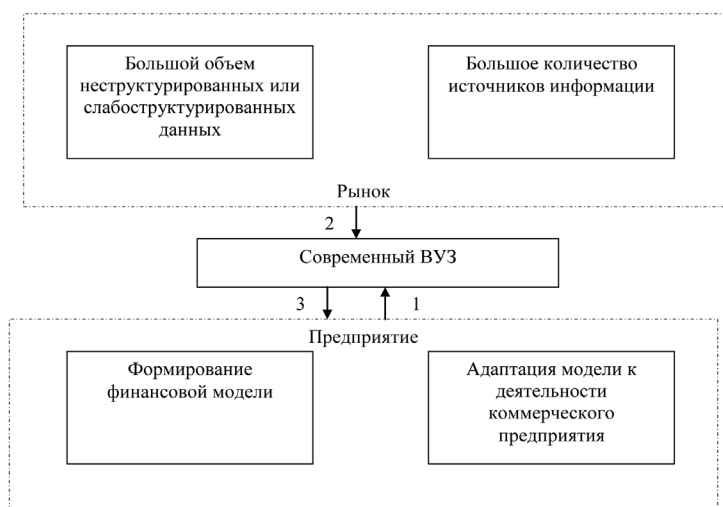 Большой объем
неструктурированных или
слабоструктурированных
данных
Большое количество
источников информации
Рынок
2
Современный ВУЗ
3
1
Предприятие
Формирование
финансовой модели
Адаптация модели к
деятельности
коммерческого
предприятия